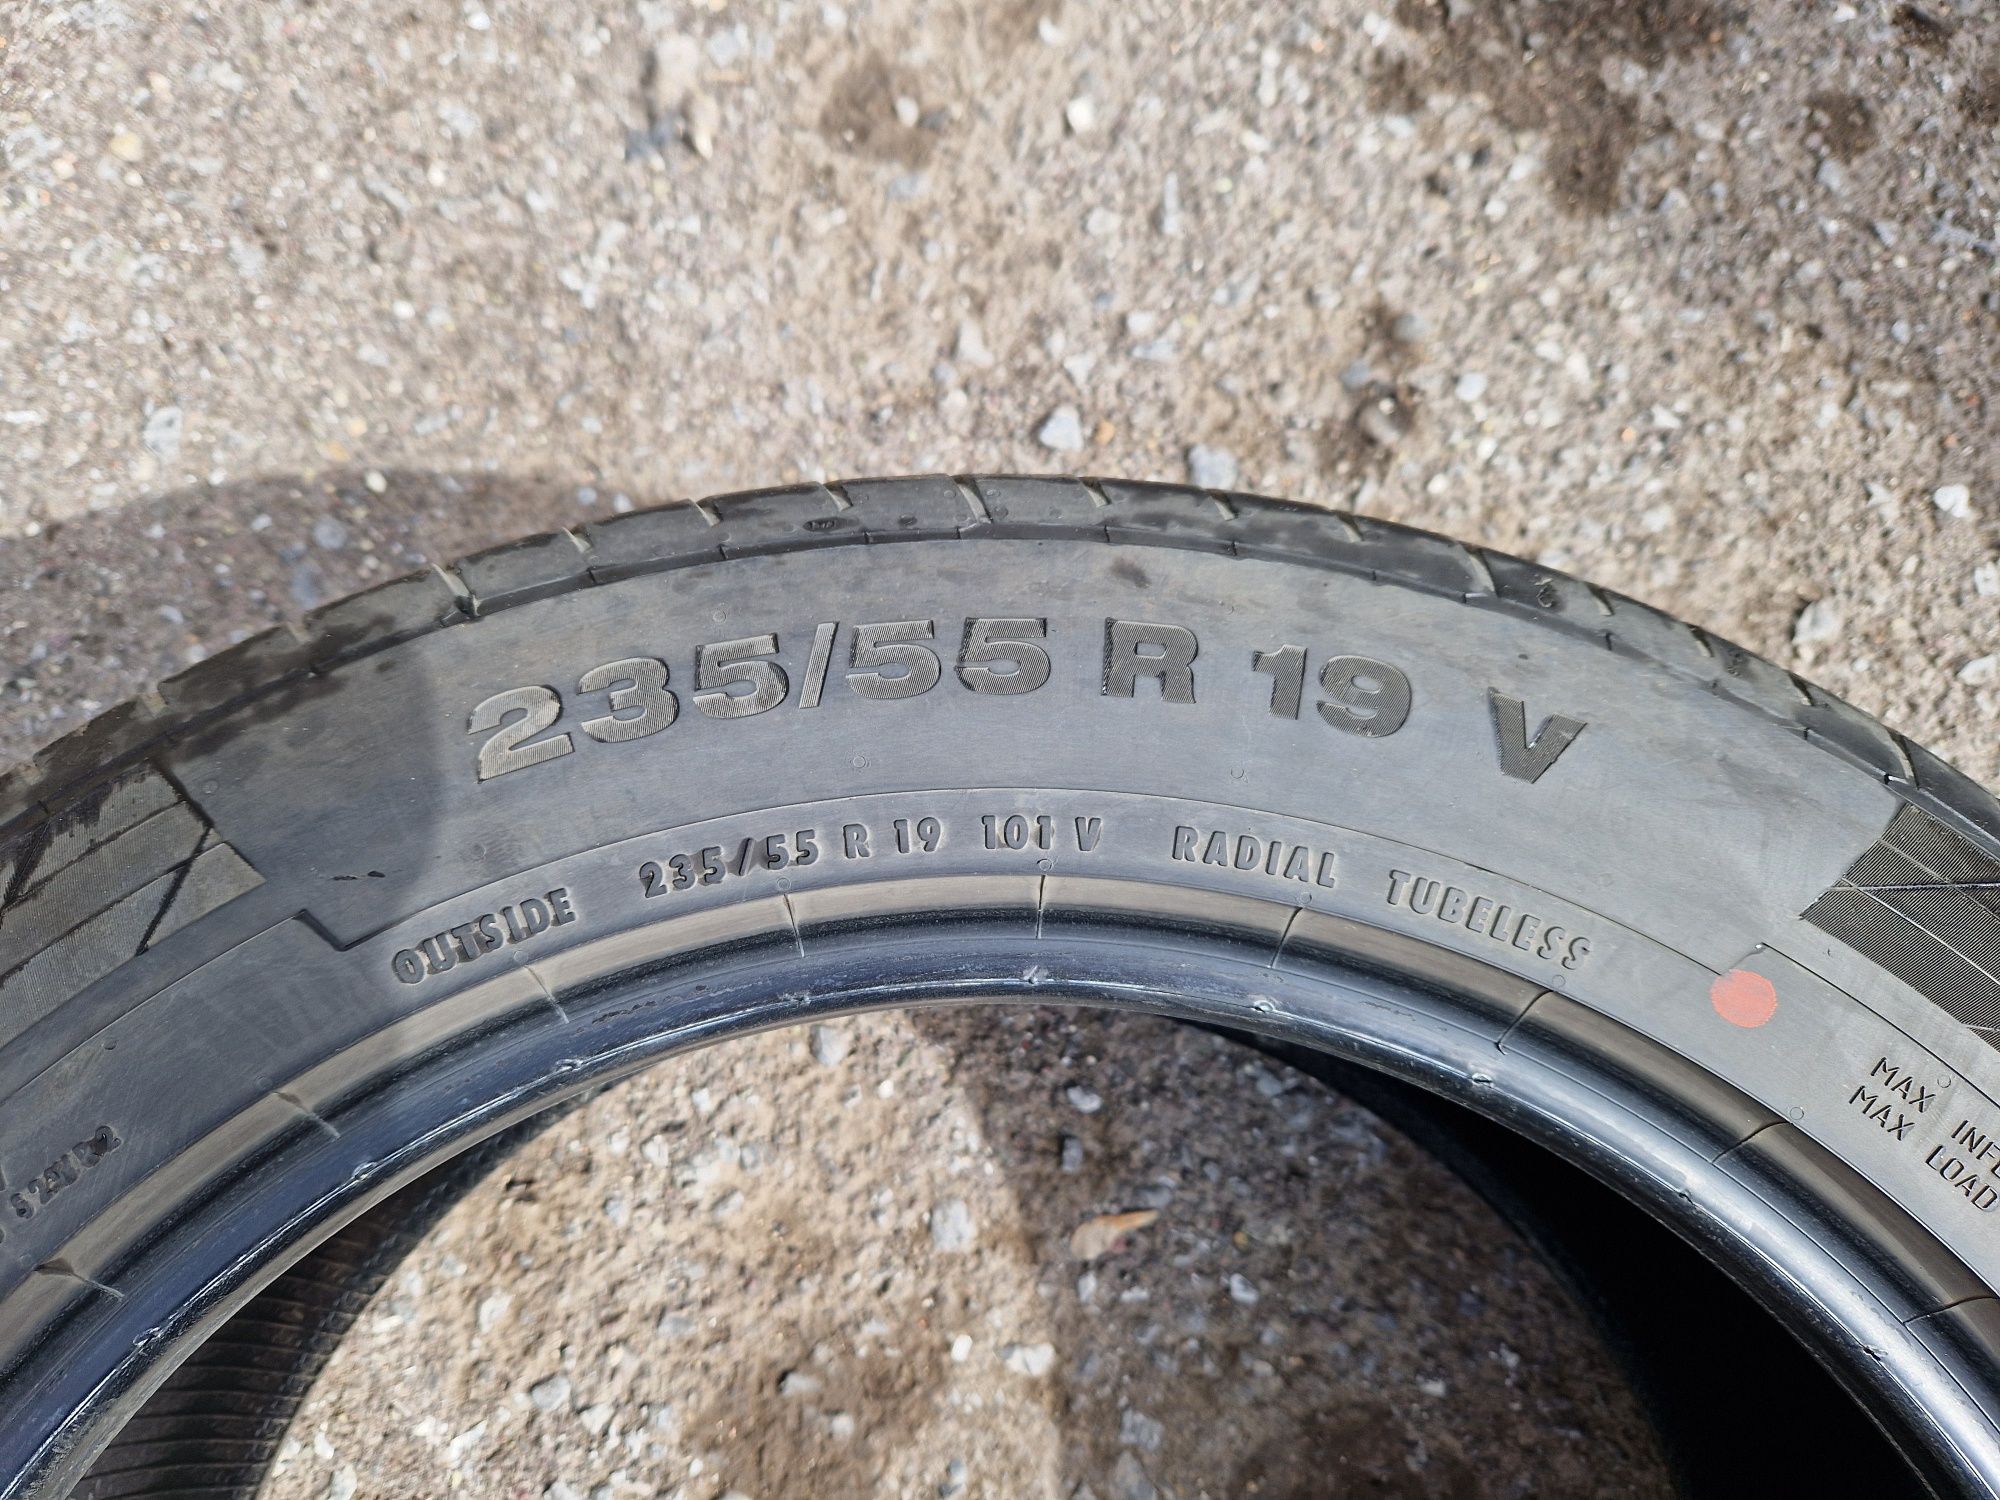 235/55 R 19 V
OUTSIDE 235/55 R 19 101 V RADIAL TUBELESS
MAX
MAX LOAD